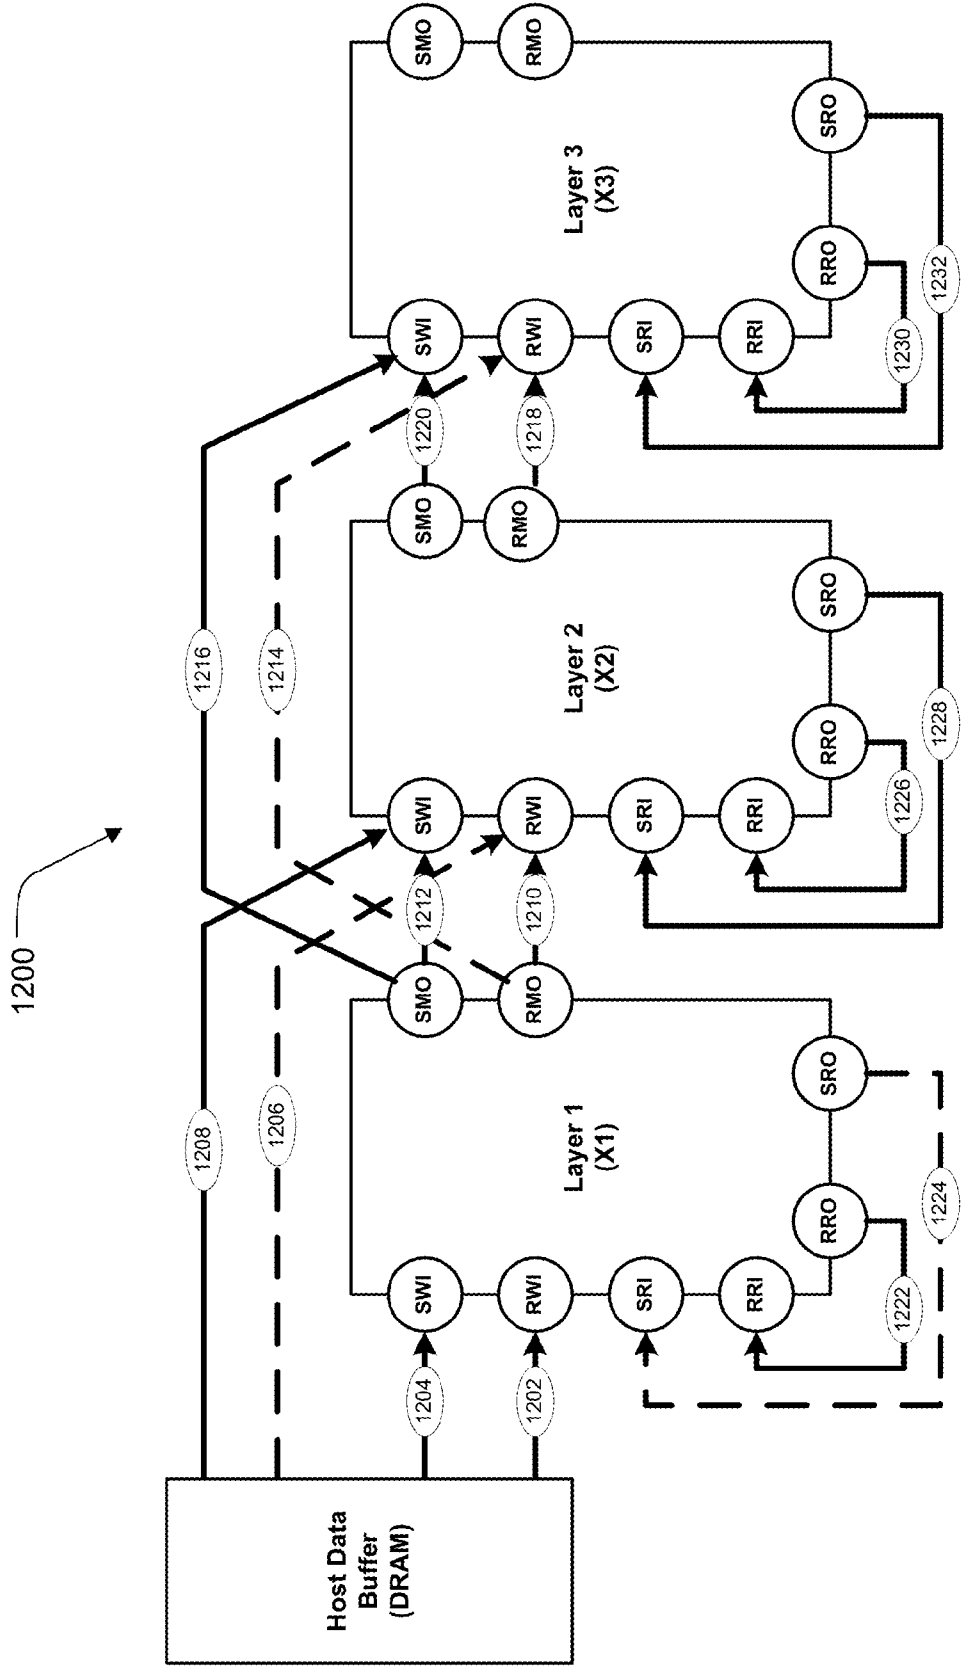 1200
Host Data
Buffer
(DRAM)
1208
1206
1204
1202
1216
1214
Layer 1
(X1)
SWI
RWI
SRI
RRI
SMO
RMO
RRO
SRO
1222
1224
1212
1210
Layer 2
(X2)
SWI
RWI
SRI
RRI
SMO
RMO
RRO
SRO
1226
1228
1220
1218
Layer 3
(X3)
SWI
RWI
SRI
RRI
SMO
RMO
RRO
SRO
1230
1232